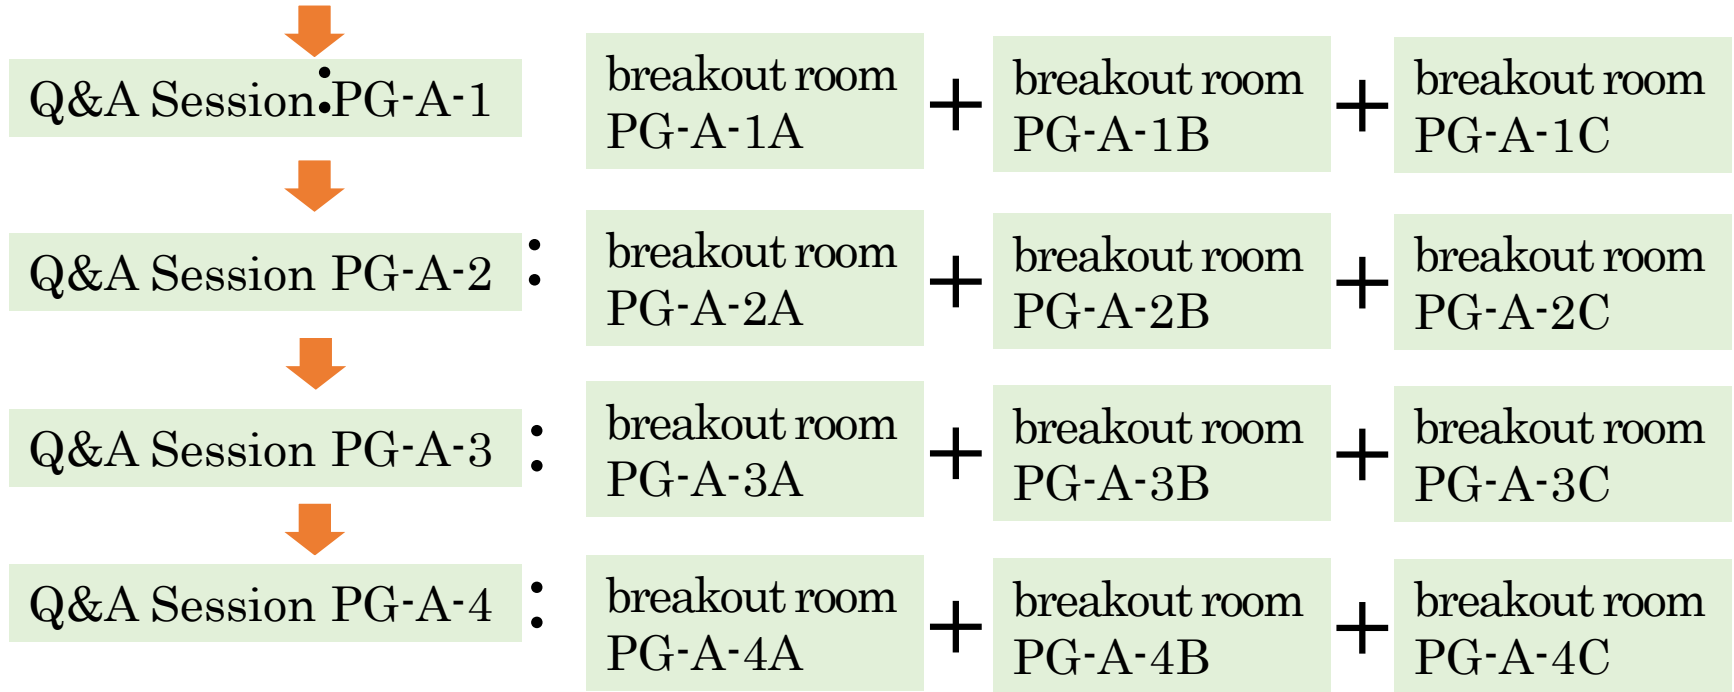 Q&A Session:PG-A-1
breakout room
PG-A-1A
+
breakout room
PG-A-1B
+
breakout room
PG-A-1C
Q&A Session PG-A-2 :
breakout room
PG-A-2A
+
breakout room
PG-A-2B
+
breakout room
PG-A-2C
Q&A Session PG-A-3 :
breakout room
PG-A-3A
+
breakout room
PG-A-3B
+
breakout room
PG-A-3C
Q&A Session PG-A-4 :
breakout room
PG-A-4A
+
breakout room
PG-A-4B
+
breakout room
PG-A-4C